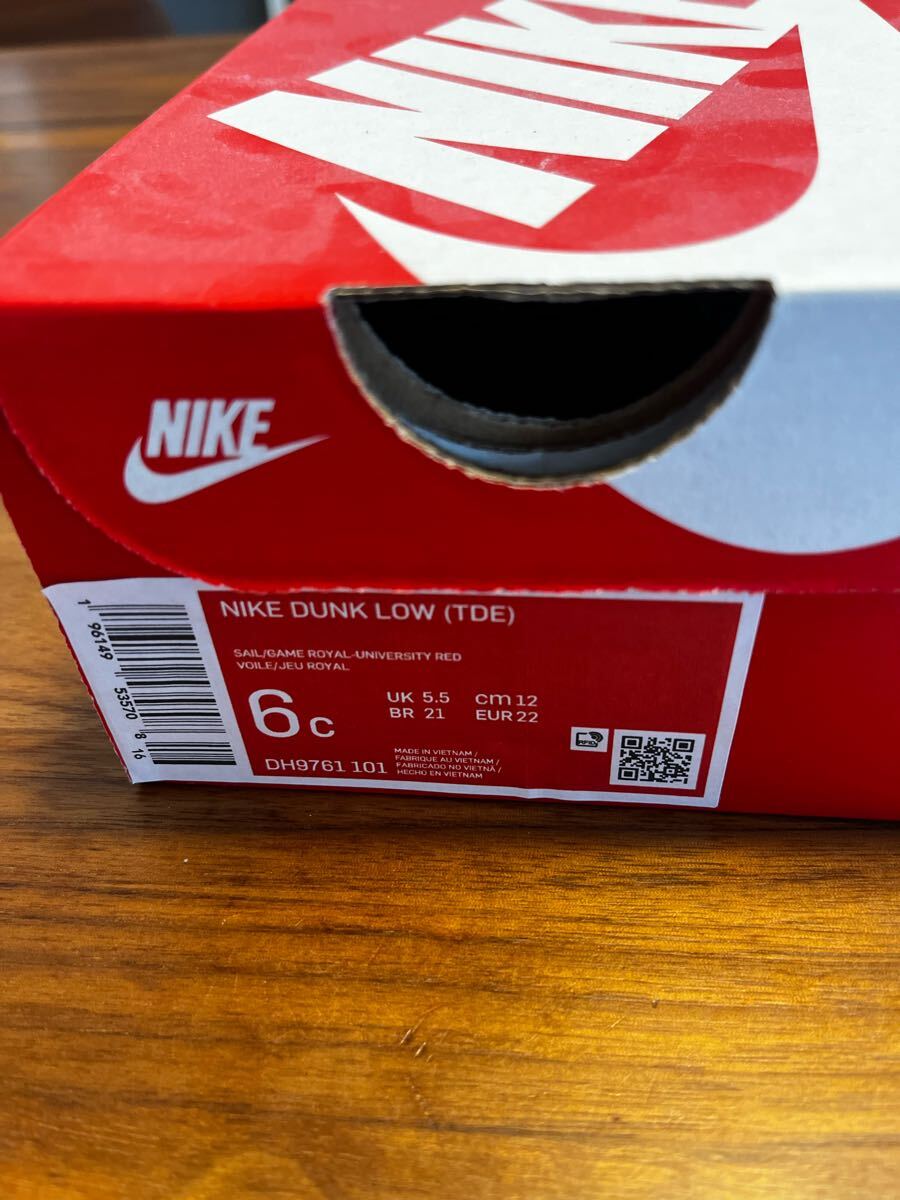 NIKE
NIKE
NIKE DUNK LOW (TDE)
SAIL/GAME ROYAL-UNIVERSITY RED
VOILE/JEU ROYAL
6c
UK 5.5 cm 12
BR 21 EUR 22
DH9761 101
MADE IN VIETNAM /
FABRIQUE AU VIETNAM /
FABRICADO NO VIETNÃ /
HECHO EN VIETNAM
RFID
1 96149 53570 8 16